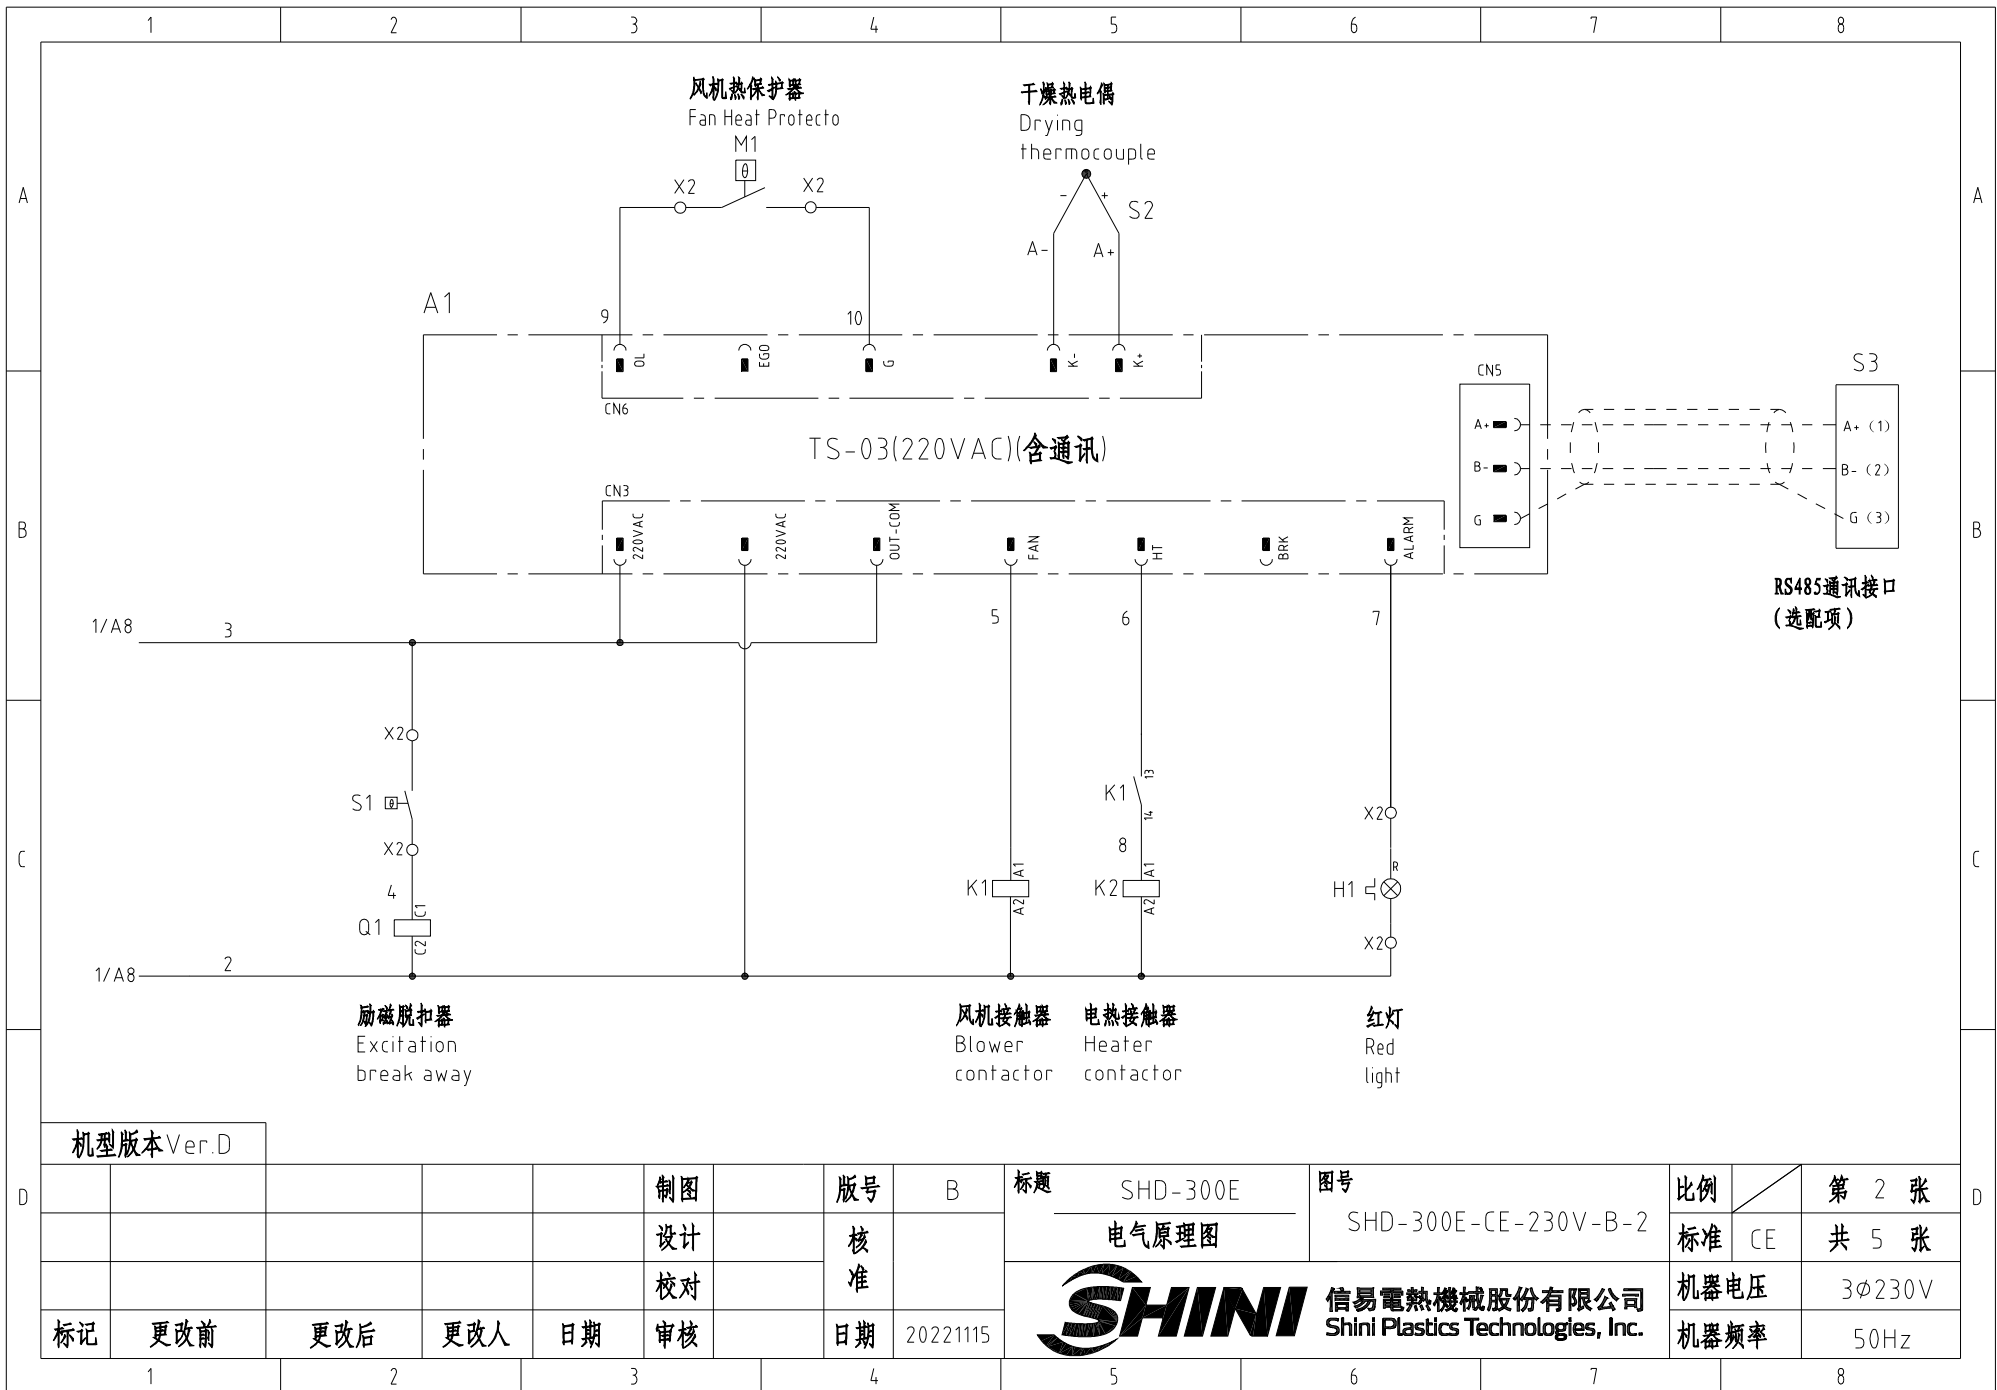 1 2 3 4 5 6 7 8
风机热保护器
Fan Heat Protecto
M1
θ
X2 X2
干燥热电偶
Drying
thermocouple
- +
S2
A- A+
A A
A1
9 10
OL EGO G K- K+
CN6
TS-03(220VAC)(含通讯)
CN5
A+
B-
G
S3
A+ (1)
B- (2)
G (3)
RS485通讯接口
(选配项)
CN3
220VAC 220VAC OUT-COM FAN HT BRK ALARM
B B
1/A8 3
5 6 7
X2
S1 θ
X2
4
Q1 C1 C2
K1 13 14
8
K1 A1 A2
K2 A1 A2
X2
H1 R
X2
C C
1/A8 2
励磁脱扣器
Excitation
break away
风机接触器
Blower
contactor
电热接触器
Heater
contactor
红灯
Red
light
机型版本Ver.D
D D
制图 版号 B
设计 核准
校对
标记 更改前 更改后 更改人 日期 审核 日期 20221115
标题 SHD-300E
电气原理图
图号
SHD-300E-CE-230V-B-2
比例 第 2 张
标准 CE 共 5 张
机器电压 3φ230V
机器频率 50Hz
SHINI
信易電熱機械股份有限公司
Shini Plastics Technologies, Inc.
1 2 3 4 5 6 7 8